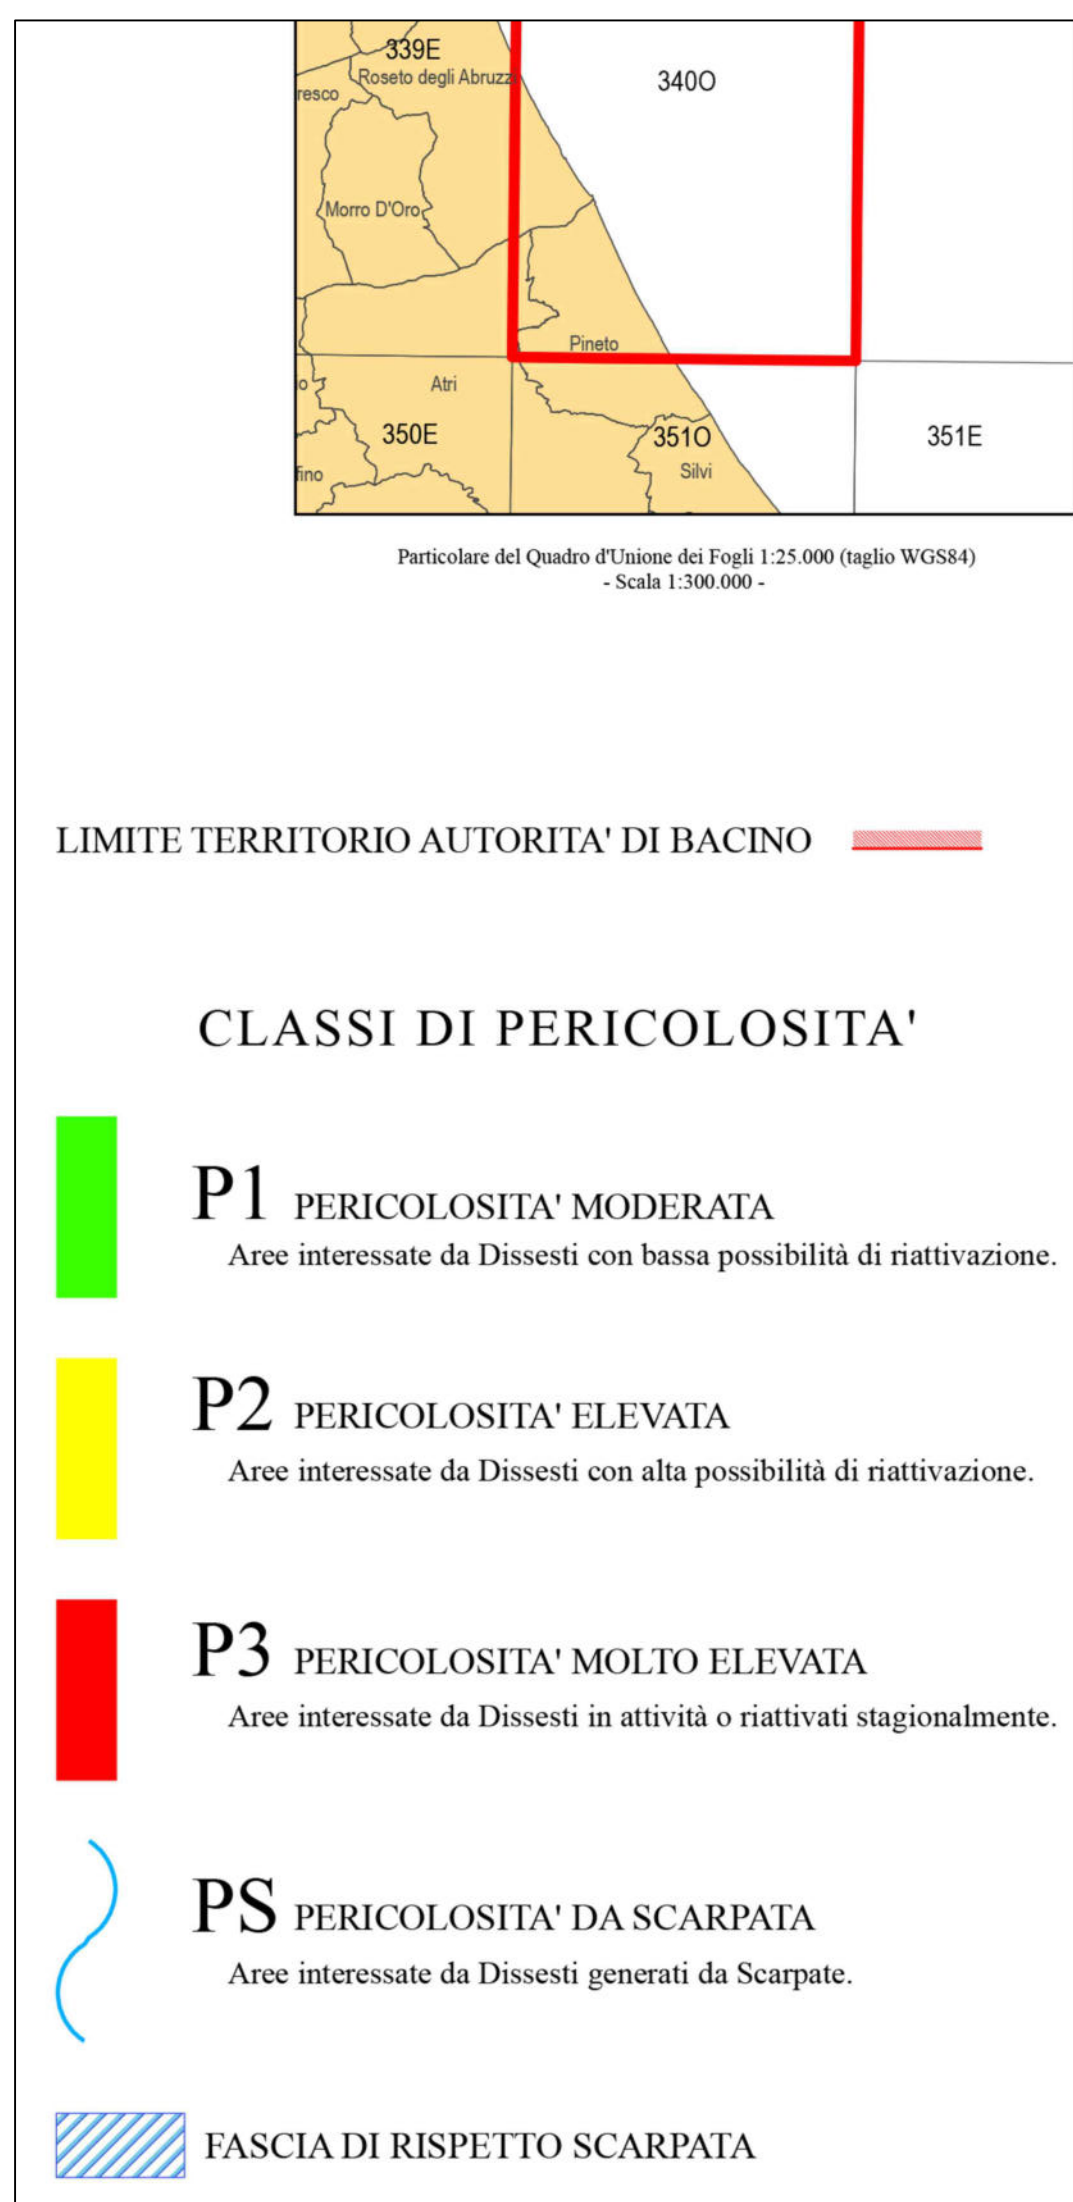 339E
Roseto degli Abruzz
340O
resco
Morro D'Oro
Pineto
io
Atri
350E
351O
351E
fino
Silvi
Particolare del Quadro d'Unione dei Fogli 1:25.000 (taglio WGS84)
- Scala 1:300.000 -
LIMITE TERRITORIO AUTORITA' DI BACINO
CLASSI DI PERICOLOSITA'
P1 PERICOLOSITA' MODERATA
Aree interessate da Dissesti con bassa possibilità di riattivazione.
P2 PERICOLOSITA' ELEVATA
Aree interessate da Dissesti con alta possibilità di riattivazione.
P3 PERICOLOSITA' MOLTO ELEVATA
Aree interessate da Dissesti in attività o riattivati stagionalmente.
PS PERICOLOSITA' DA SCARPATA
Aree interessate da Dissesti generati da Scarpate.
FASCIA DI RISPETTO SCARPATA